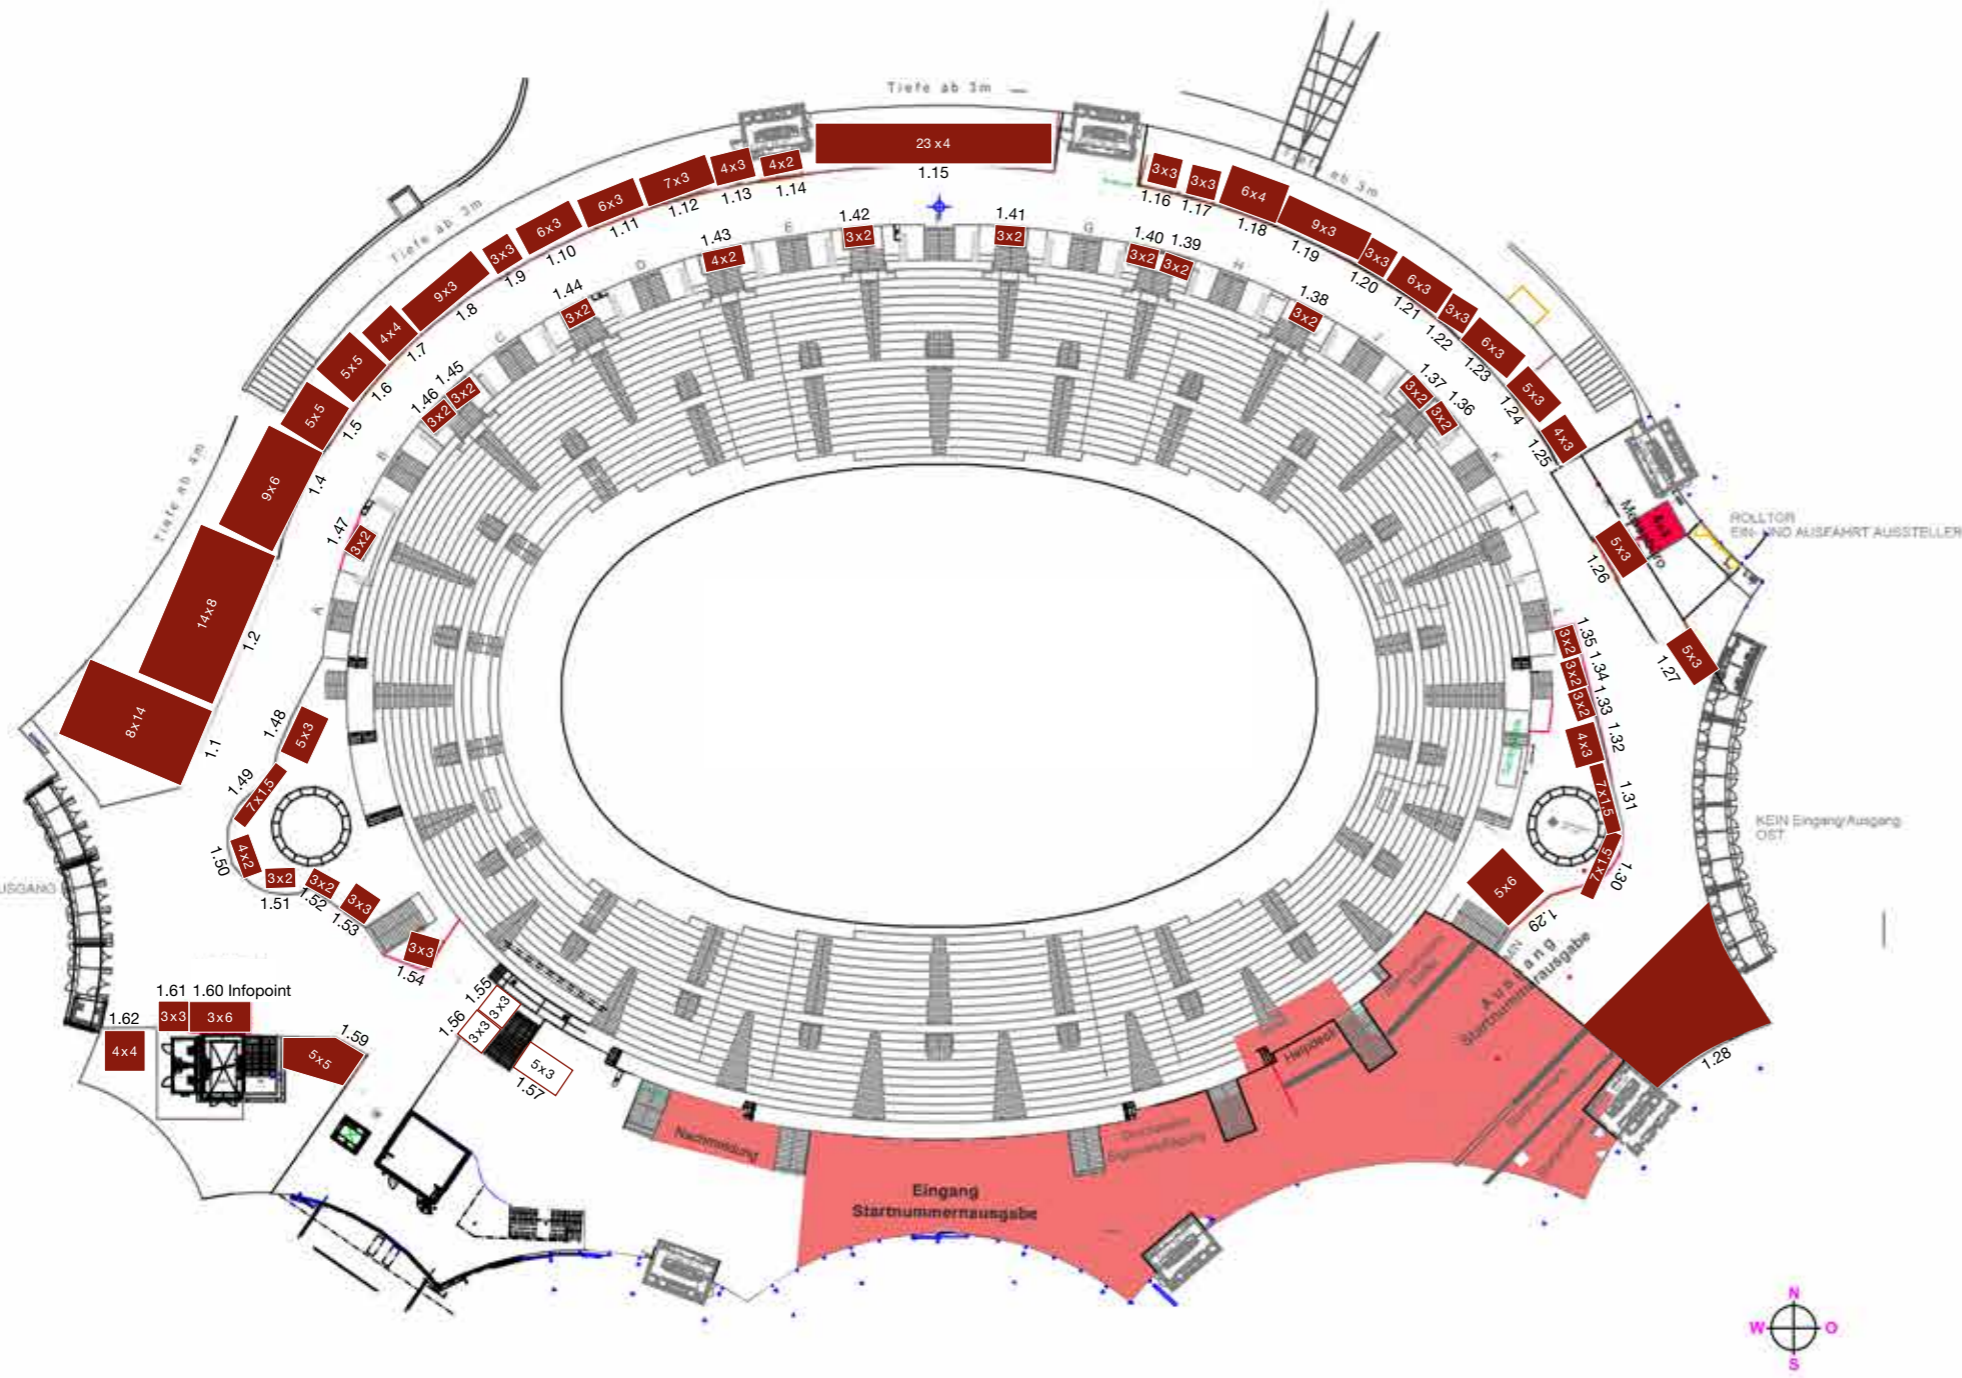 Tiefe ab 3m
23 x 4
1.15
4x2
1.14
4x3
1.13
7x3
1.12
6x3
1.11
6x3
1.10
3x3
1.9
9x3
1.8
4x4
1.7
5x5
1.6
5x5
1.5
9x6
1.4
14x8
1.2
8x14
1.1
Tiefe ab 3m
Tiefe ab 4m
3x3
1.16
3x3
1.17
6x4
1.18
9x3
1.19
3x3
1.20
6x3
1.21
3x3
1.22
6x3
1.23
5x3
1.24
4x3
1.25
5x3
1.26
5x3
1.27
ab 3m
1.42
3x2
1.41
3x2
1.43
4x2
1.44
3x2
1.45
3x2
1.46
3x2
1.47
3x2
1.40
3x2
1.39
3x2
1.38
3x2
1.37
3x2
1.36
3x2
A
B
C
D
E
G
H
J
K
L
ROLLTOR
EIN- UND AUSFAHRT AUSSTELLER
1.35
3x2
1.34
3x2
1.33
3x2
1.32
4x3
1.31
7x1,5
1.30
7x1,5
1.29
5x6
KEIN Eingang/Ausgang
OST
1.28
1.48
5x3
1.49
7x1,5
1.50
4x2
1.51
3x2
1.52
3x2
1.53
3x3
1.54
3x3
1.55
3x3
1.56
3x3
1.57
5x3
1.59
5x5
1.61
3x3
1.60 Infopoint
3x6
1.62
4x4
Nachmeldung
Eingang
Startnummernausgabe
Helpdesk
Ausgang
N
W
O
S